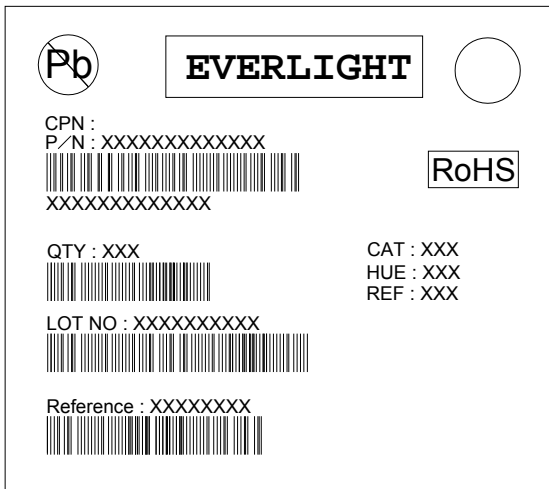 Pb
EVERLIGHT
CPN :
P/N : XXXXXXXXXXXXX
RoHS
XXXXXXXXXXXXX
QTY : XXX
CAT : XXX
HUE : XXX
REF : XXX
LOT NO : XXXXXXXXXX
Reference : XXXXXXXX